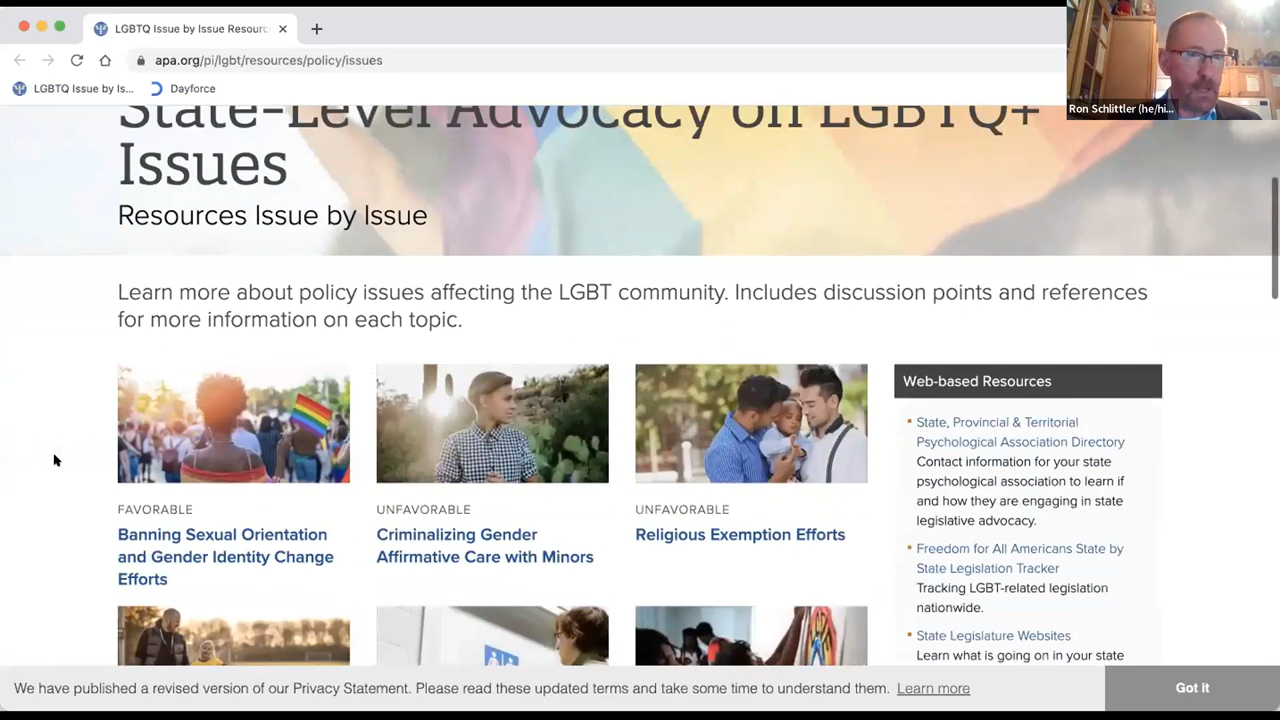 LGBTQ Issue by Issue Resourc
apa.org/pi/lgbt/resources/policy/issues
LGBTQ Issue by Is...
Dayforce
Ron Schlittler (he/hi...
State-Level Advocacy on LGBTQ+
Issues
Resources Issue by Issue
Learn more about policy issues affecting the LGBT community. Includes discussion points and references
for more information on each topic.
FAVORABLE
Banning Sexual Orientation
and Gender Identity Change
Efforts
UNFAVORABLE
Criminalizing Gender
Affirmative Care with Minors
UNFAVORABLE
Religious Exemption Efforts
Web-based Resources
State, Provincial & Territorial
Psychological Association Directory
Contact information for your state
psychological association to learn if
and how they are engaging in state
legislative advocacy.
Freedom for All Americans State by
State Legislation Tracker
Tracking LGBT-related legislation
nationwide.
State Legislature Websites
Learn what is going on in your state
We have published a revised version of our Privacy Statement. Please read these updated terms and take some time to understand them. Learn more
Got It